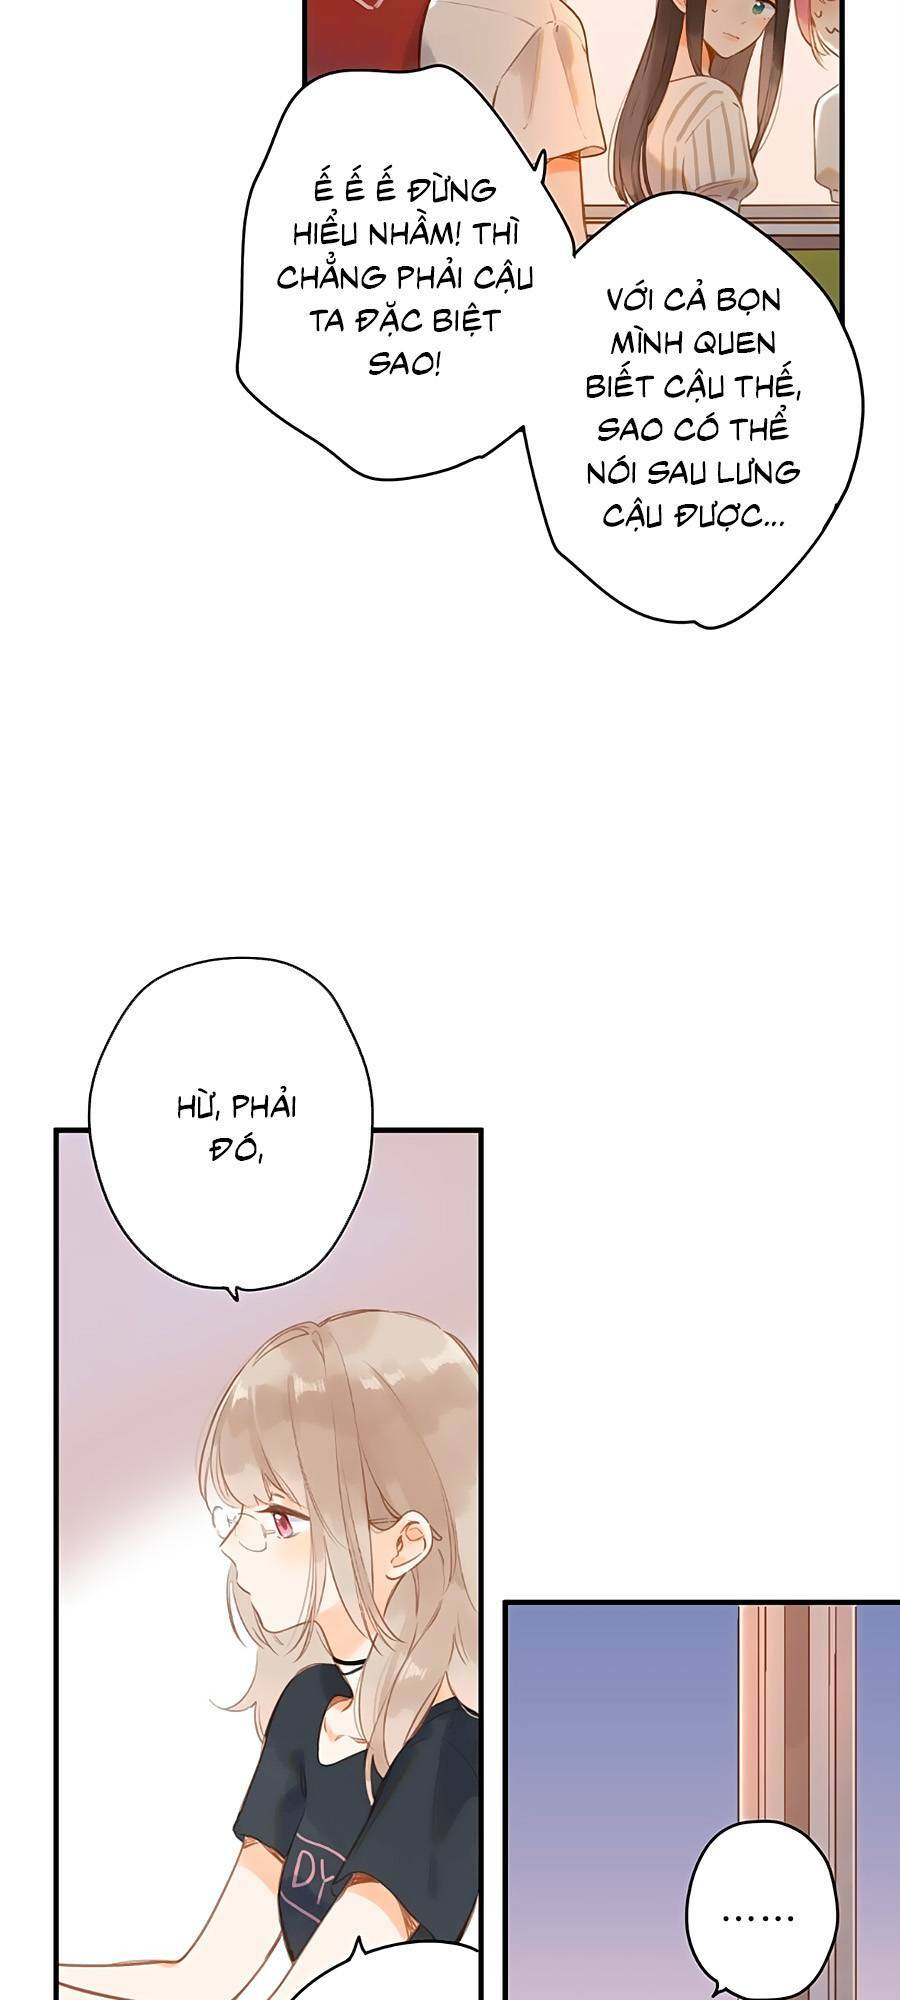 Ế Ế Ế ĐỪNG
HIỂU NHẦM! THÌ
CHẲNG PHẢI CẬU
TA ĐẶC BIỆT
SAO!
VỚI CẢ BỌN
MÌNH QUEN
BIẾT CẬU THẾ,
SAO CÓ THỂ
NÓI SAU LƯNG
CẬU ĐƯỢC...
HỪ, PHẢI
ĐÓ,
DY
......